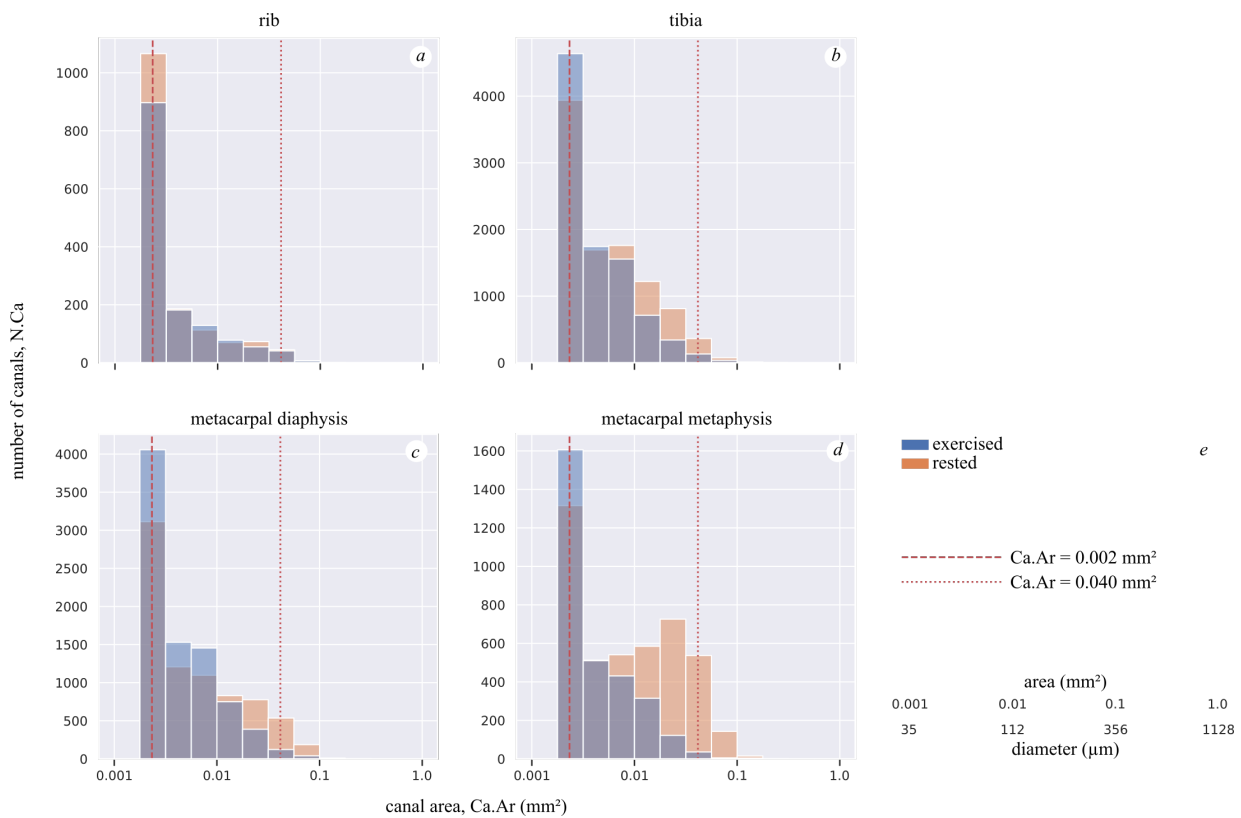 rib
a
1000
800
600
400
200
0
tibia
b
4000
3000
2000
1000
0
number of canals, N.Ca
metacarpal diaphysis
c
4000
3500
3000
2500
2000
1500
1000
500
0
0.001 0.01 0.1 1.0
metacarpal metaphysis
d
1600
1400
1200
1000
800
600
400
200
0
0.001 0.01 0.1 1.0
canal area, Ca.Ar (mm²)
exercised
rested
e
Ca.Ar = 0.002 mm²
Ca.Ar = 0.040 mm²
area (mm²)
0.001 0.01 0.1 1.0
35 112 356 1128
diameter (µm)